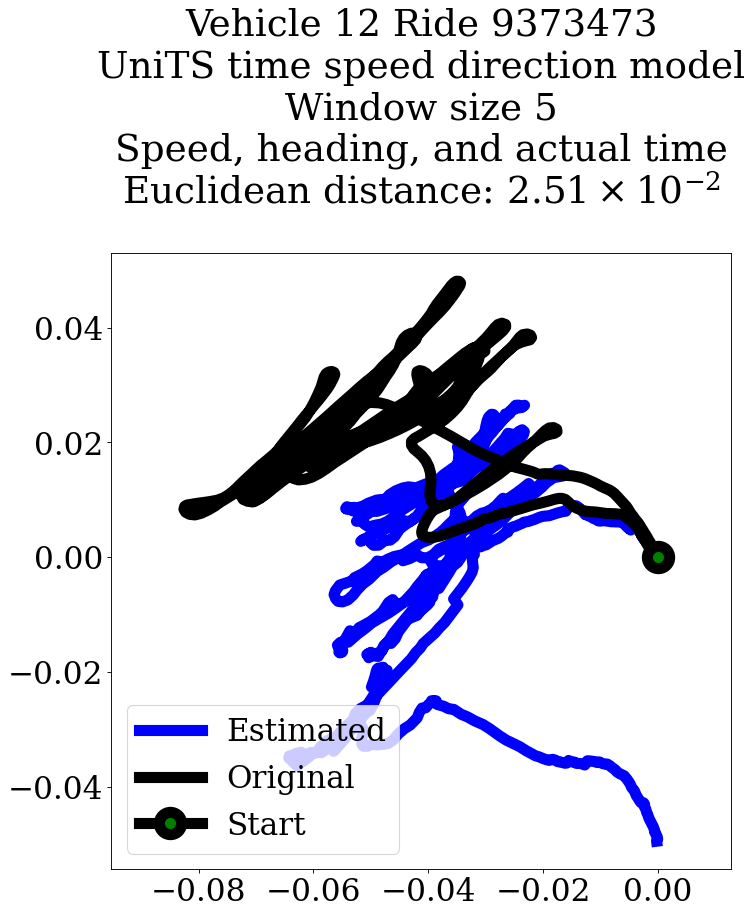 Vehicle 12 Ride 9373473
UniTS time speed direction model
Window size 5
Speed, heading, and actual time
Euclidean distance: 2.51 × 10⁻²
0.04
0.02
0.00
−0.02
−0.04
Estimated
Original
Start
−0.08 −0.06 −0.04 −0.02 0.00